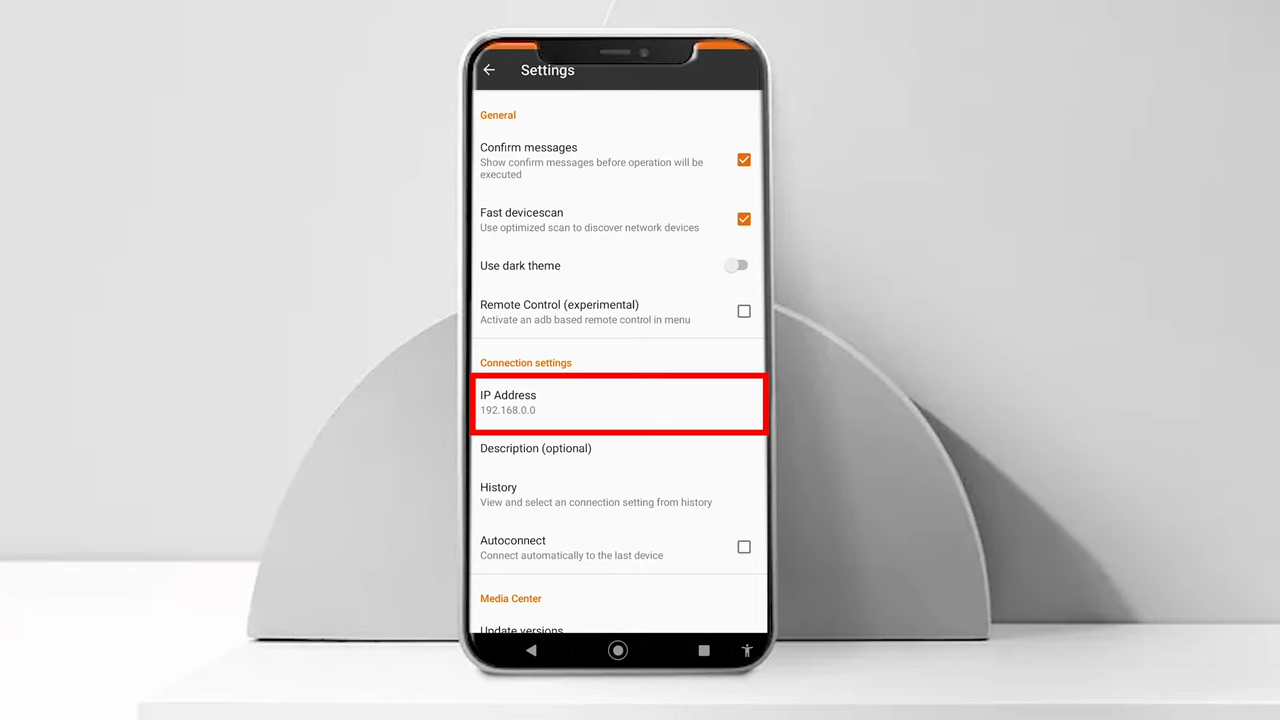 Settings
General
Confirm messages
Show confirm messages before operation will be
executed
Fast devicescan
Use optimized scan to discover network devices
Use dark theme
Remote Control (experimental)
Activate an adb based remote control in menu
Connection settings
IP Address
192.168.0.0
Description (optional)
History
View and select an connection setting from history
Autoconnect
Connect automatically to the last device
Media Center
Update versions